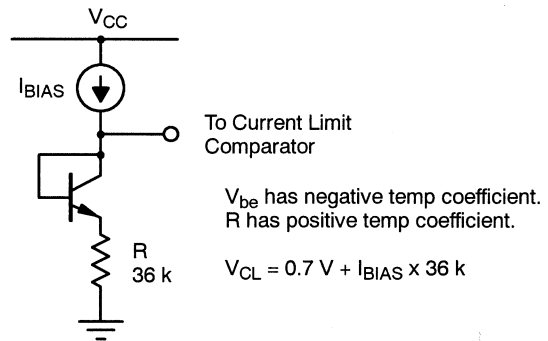 VCC
IBIAS
To Current Limit
Comparator
Vbe has negative temp coefficient.
R has positive temp coefficient.
R
36 k
VCL = 0.7 V + IBIAS x 36 k